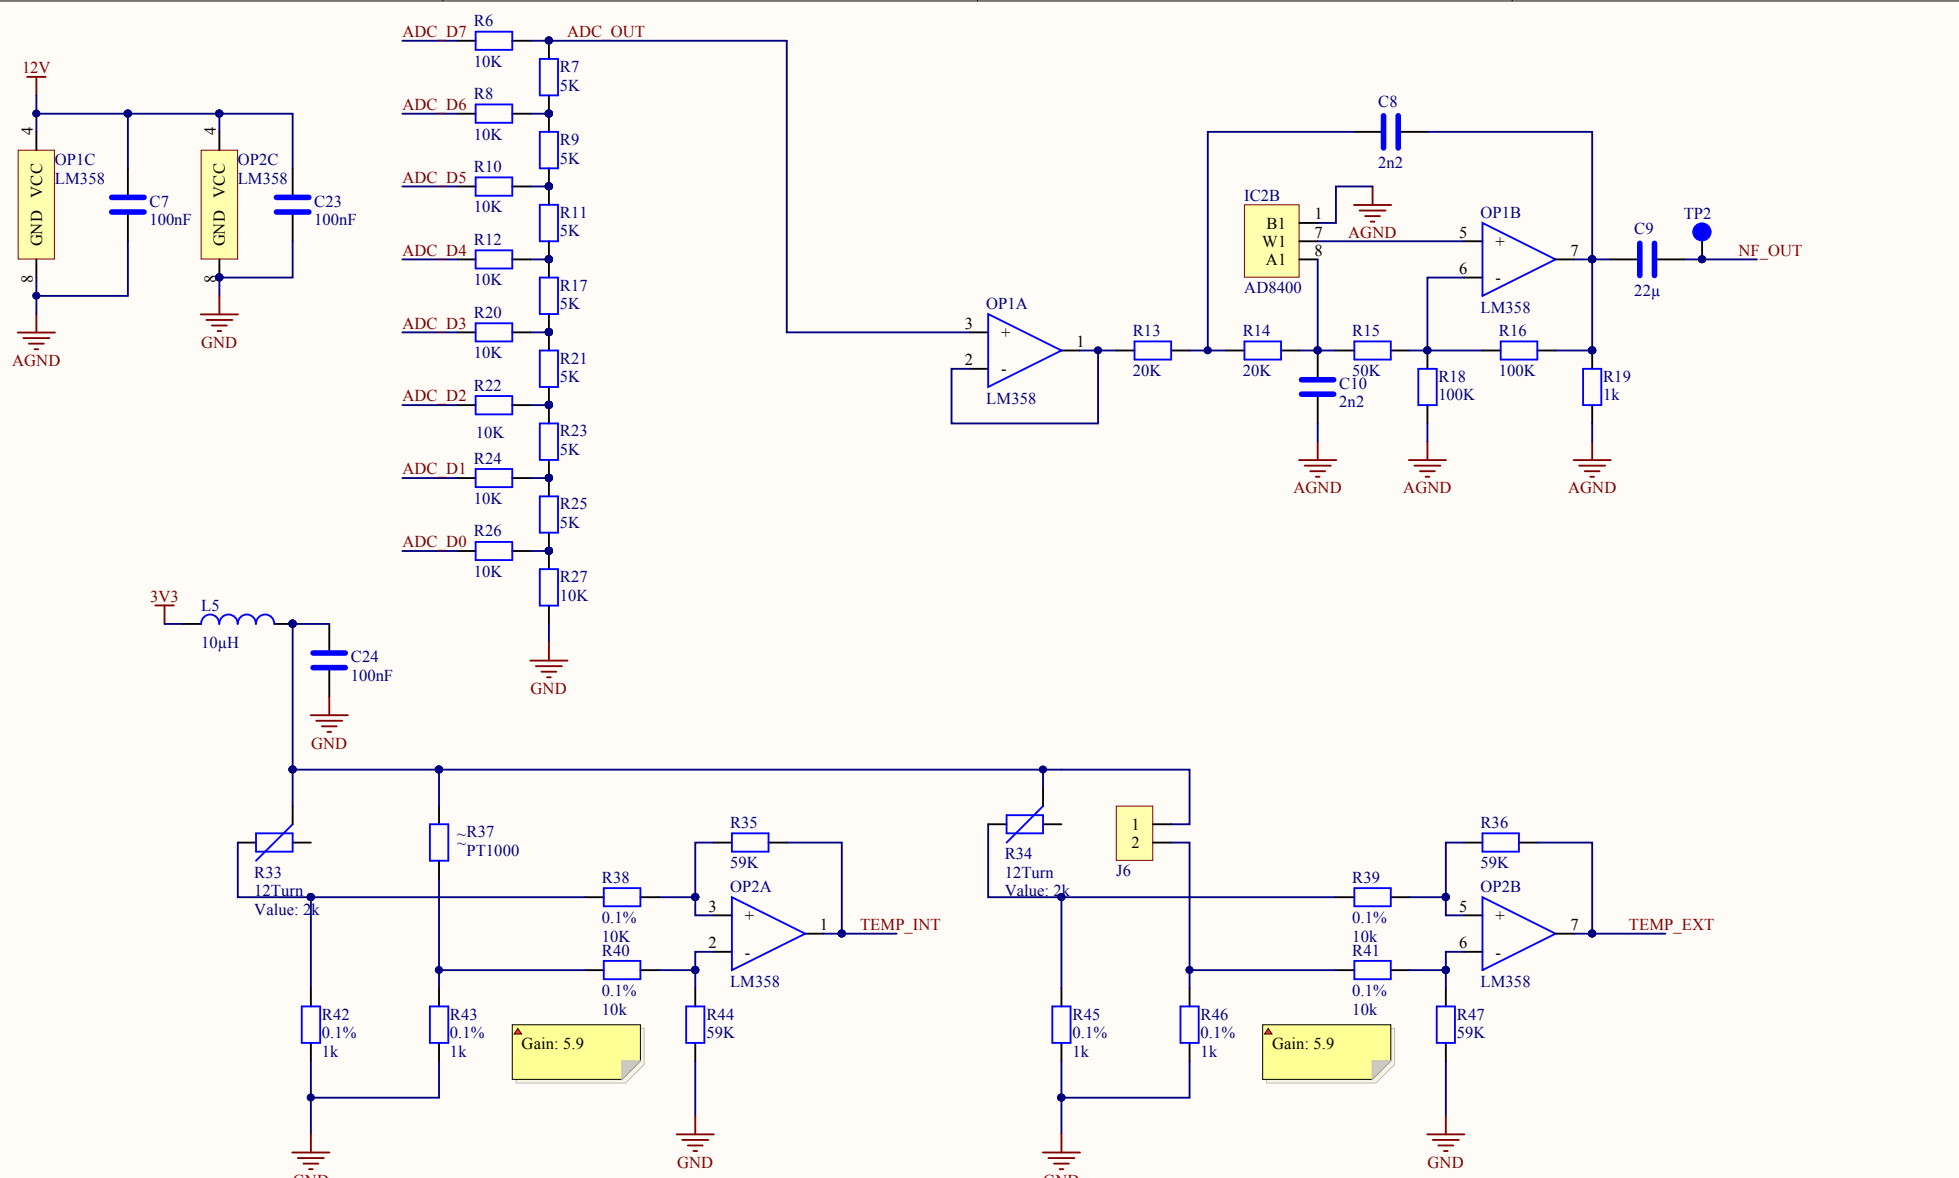 12V
4
OP1C
LM358
GND VCC
8
C7
100nF
AGND
4
OP2C
LM358
GND VCC
8
C23
100nF
GND
ADC_D7
R6
10K
ADC_OUT
R7
5K
ADC_D6
R8
10K
R9
5K
ADC_D5
R10
10K
R11
5K
ADC_D4
R12
10K
R17
5K
ADC_D3
R20
10K
R21
5K
ADC_D2
R22
10K
R23
5K
ADC_D1
R24
10K
R25
5K
ADC_D0
R26
10K
R27
10K
GND
OP1A
3
+
2
-
1
LM358
R13
20K
R14
20K
C8
2n2
IC2B
B1
W1
A1
1
7
8
AD8400
AGND
C10
2n2
AGND
R15
50K
R18
100K
AGND
OP1B
5
+
6
-
7
LM358
R16
100K
R19
1k
AGND
C9
22µ
TP2
NF_OUT
3V3
L5
10µH
C24
100nF
GND
R33
12Turn
Value: 2k
~R37
~PT1000
R38
0.1%
10K
R40
0.1%
10k
R35
59K
OP2A
3
+
2
-
1
LM358
TEMP_INT
R42
0.1%
1k
R43
0.1%
1k
Gain: 5.9
R44
59K
GND
GND
R34
12Turn
Value: 2k
1
2
J6
R39
0.1%
10k
R41
0.1%
10k
R36
59K
OP2B
5
+
6
-
7
LM358
TEMP_EXT
R45
0.1%
1k
R46
0.1%
1k
Gain: 5.9
R47
59K
GND
GND